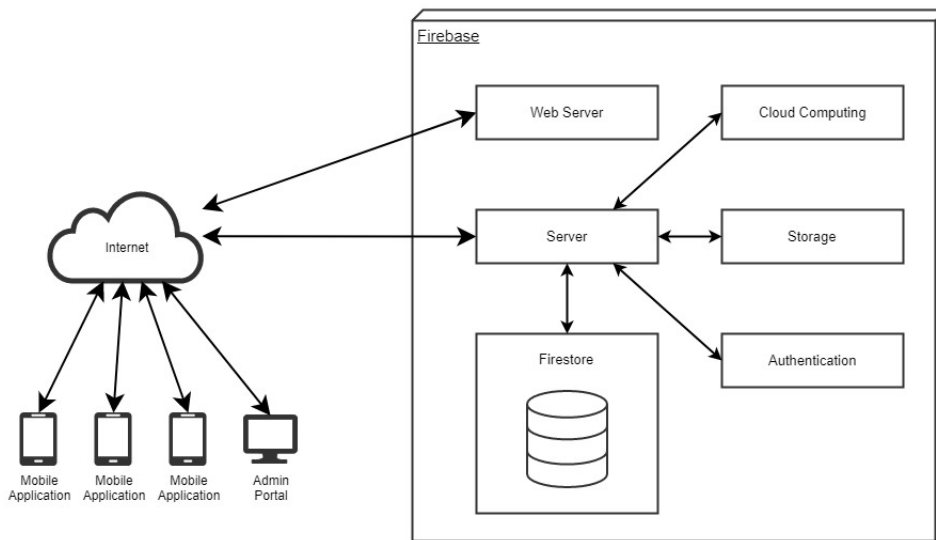 Firebase
Web Server
Cloud Computing
Internet
Server
Storage
Firestore
Authentication
Mobile
Application
Mobile
Application
Mobile
Application
Admin
Portal